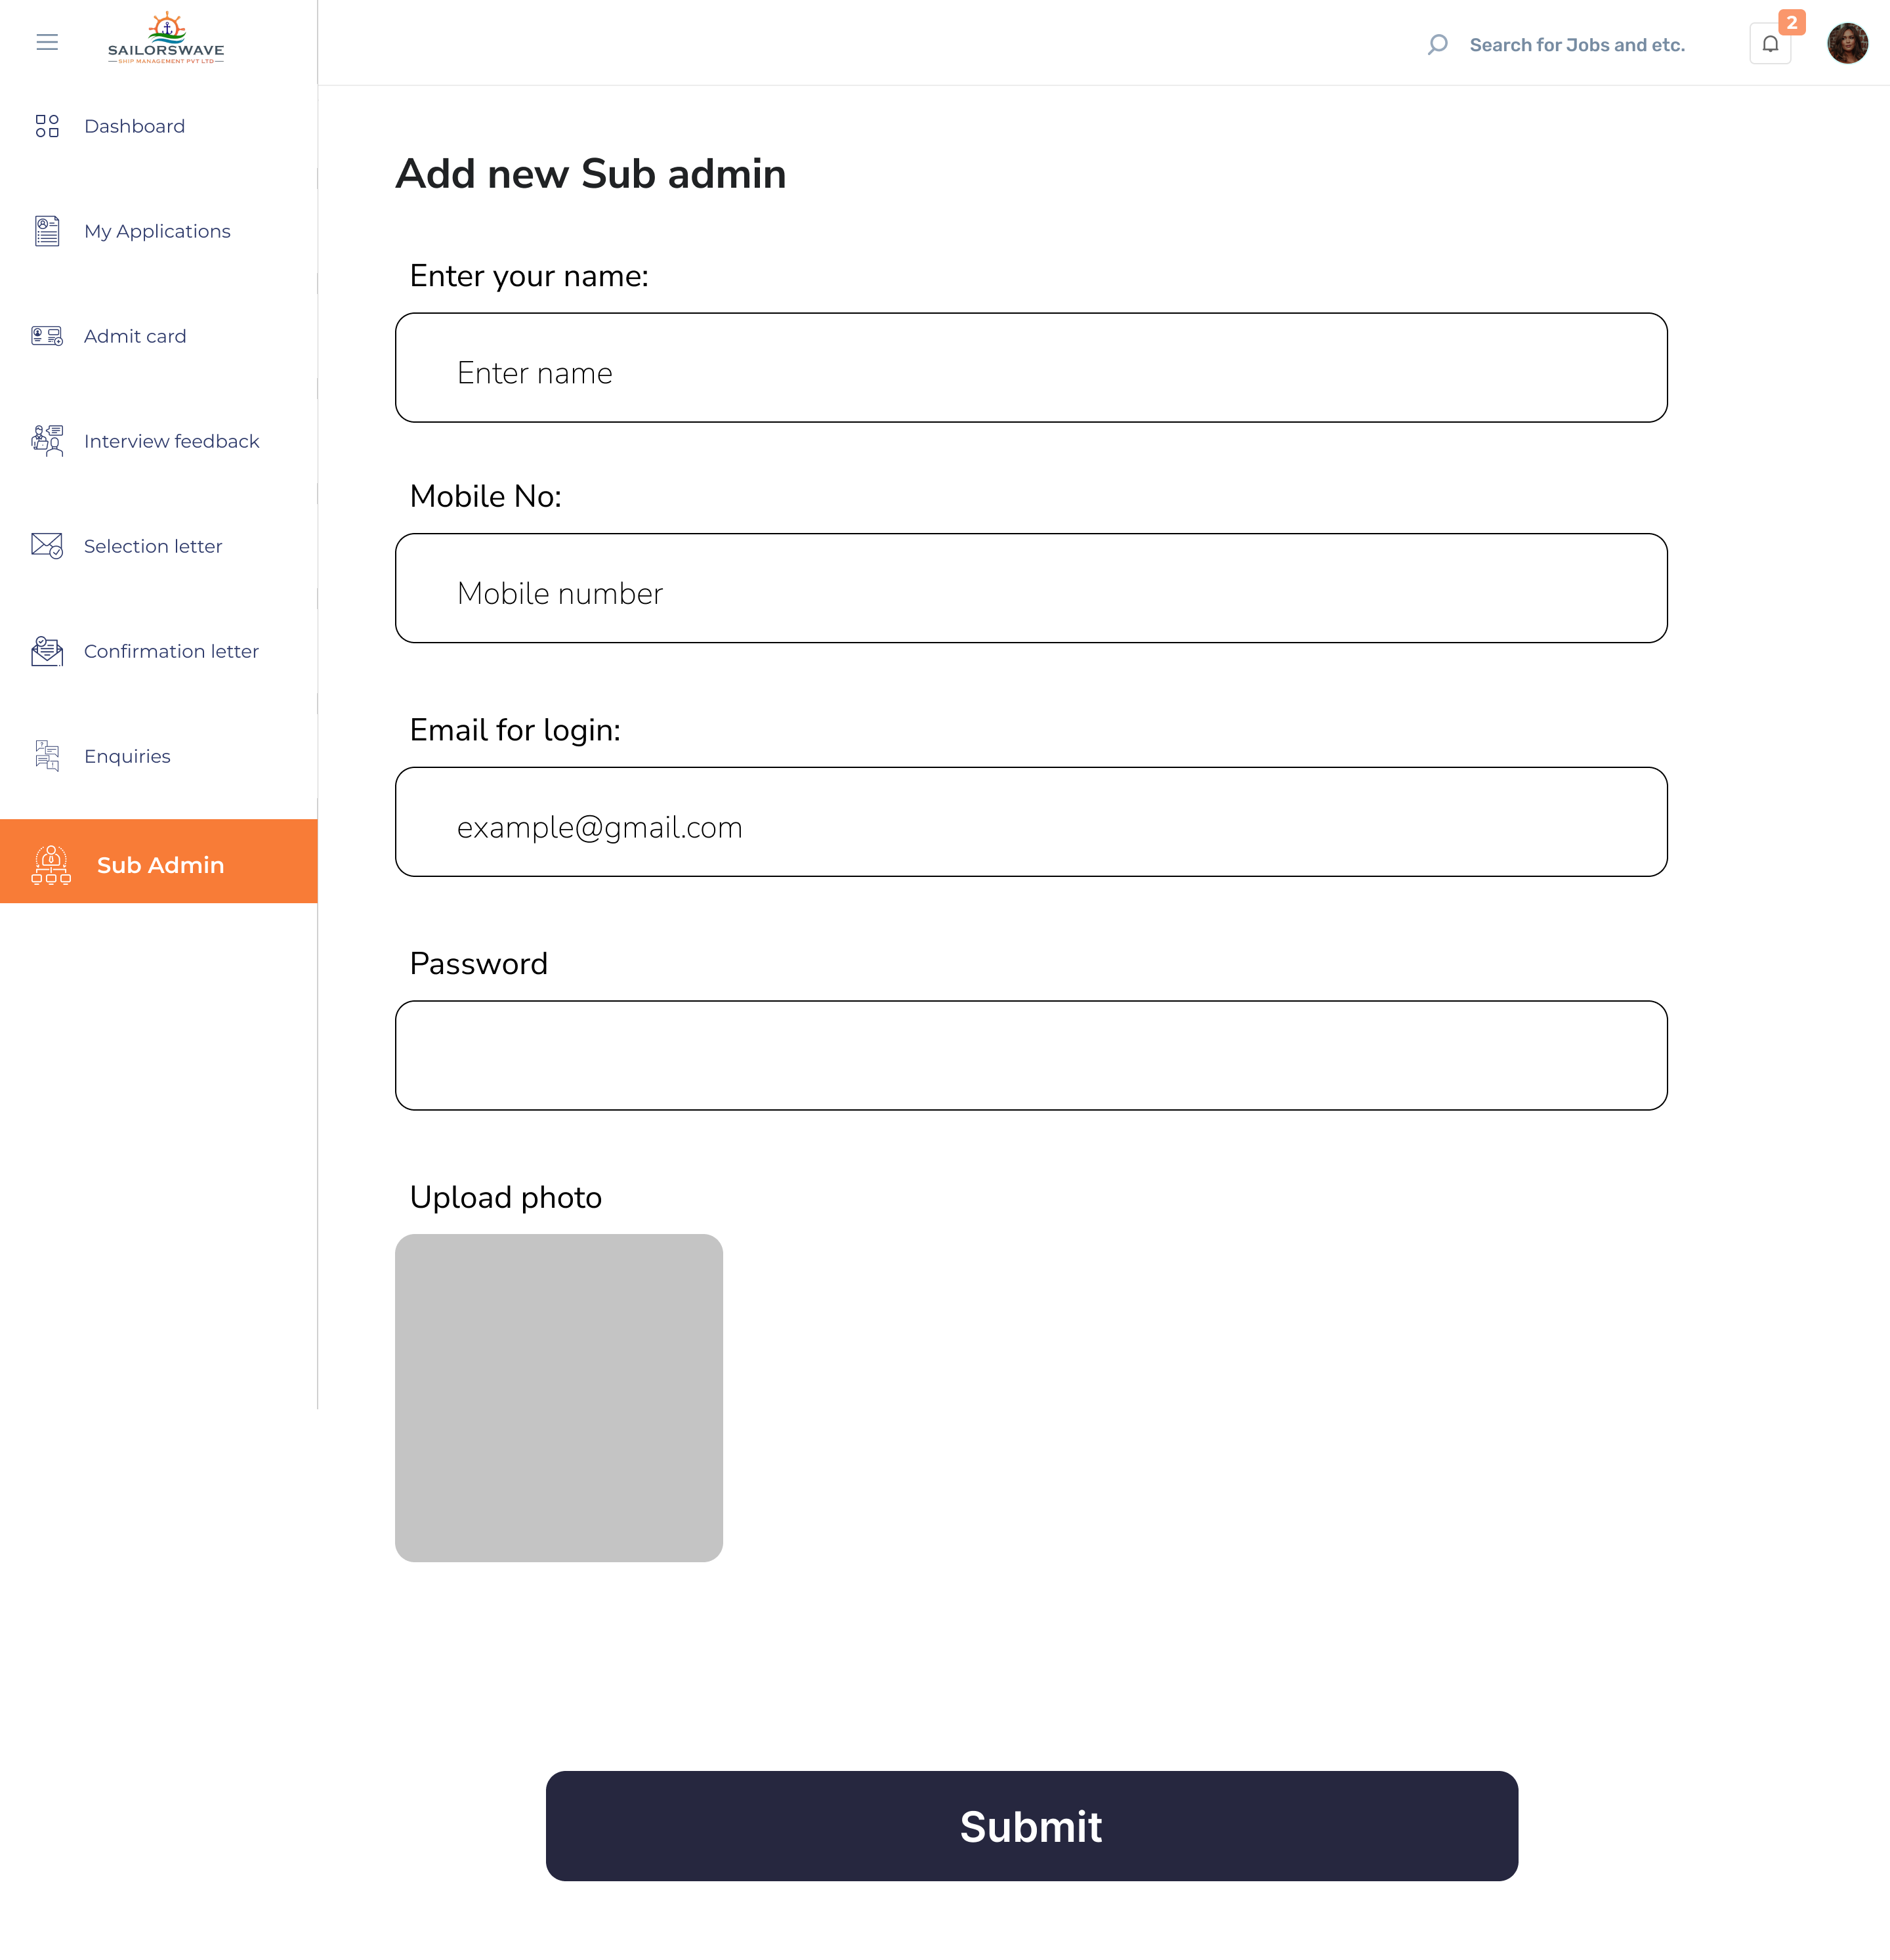 SAILORSWAVE
SHIP MANAGEMENT PVT LTD
Search for Jobs and etc.
2
Dashboard
My Applications
Admit card
Interview feedback
Selection letter
Confirmation letter
Enquiries
Sub Admin
Add new Sub admin
Enter your name:
Enter name
Mobile No:
Mobile number
Email for login:
example@gmail.com
Password
Upload photo
Submit